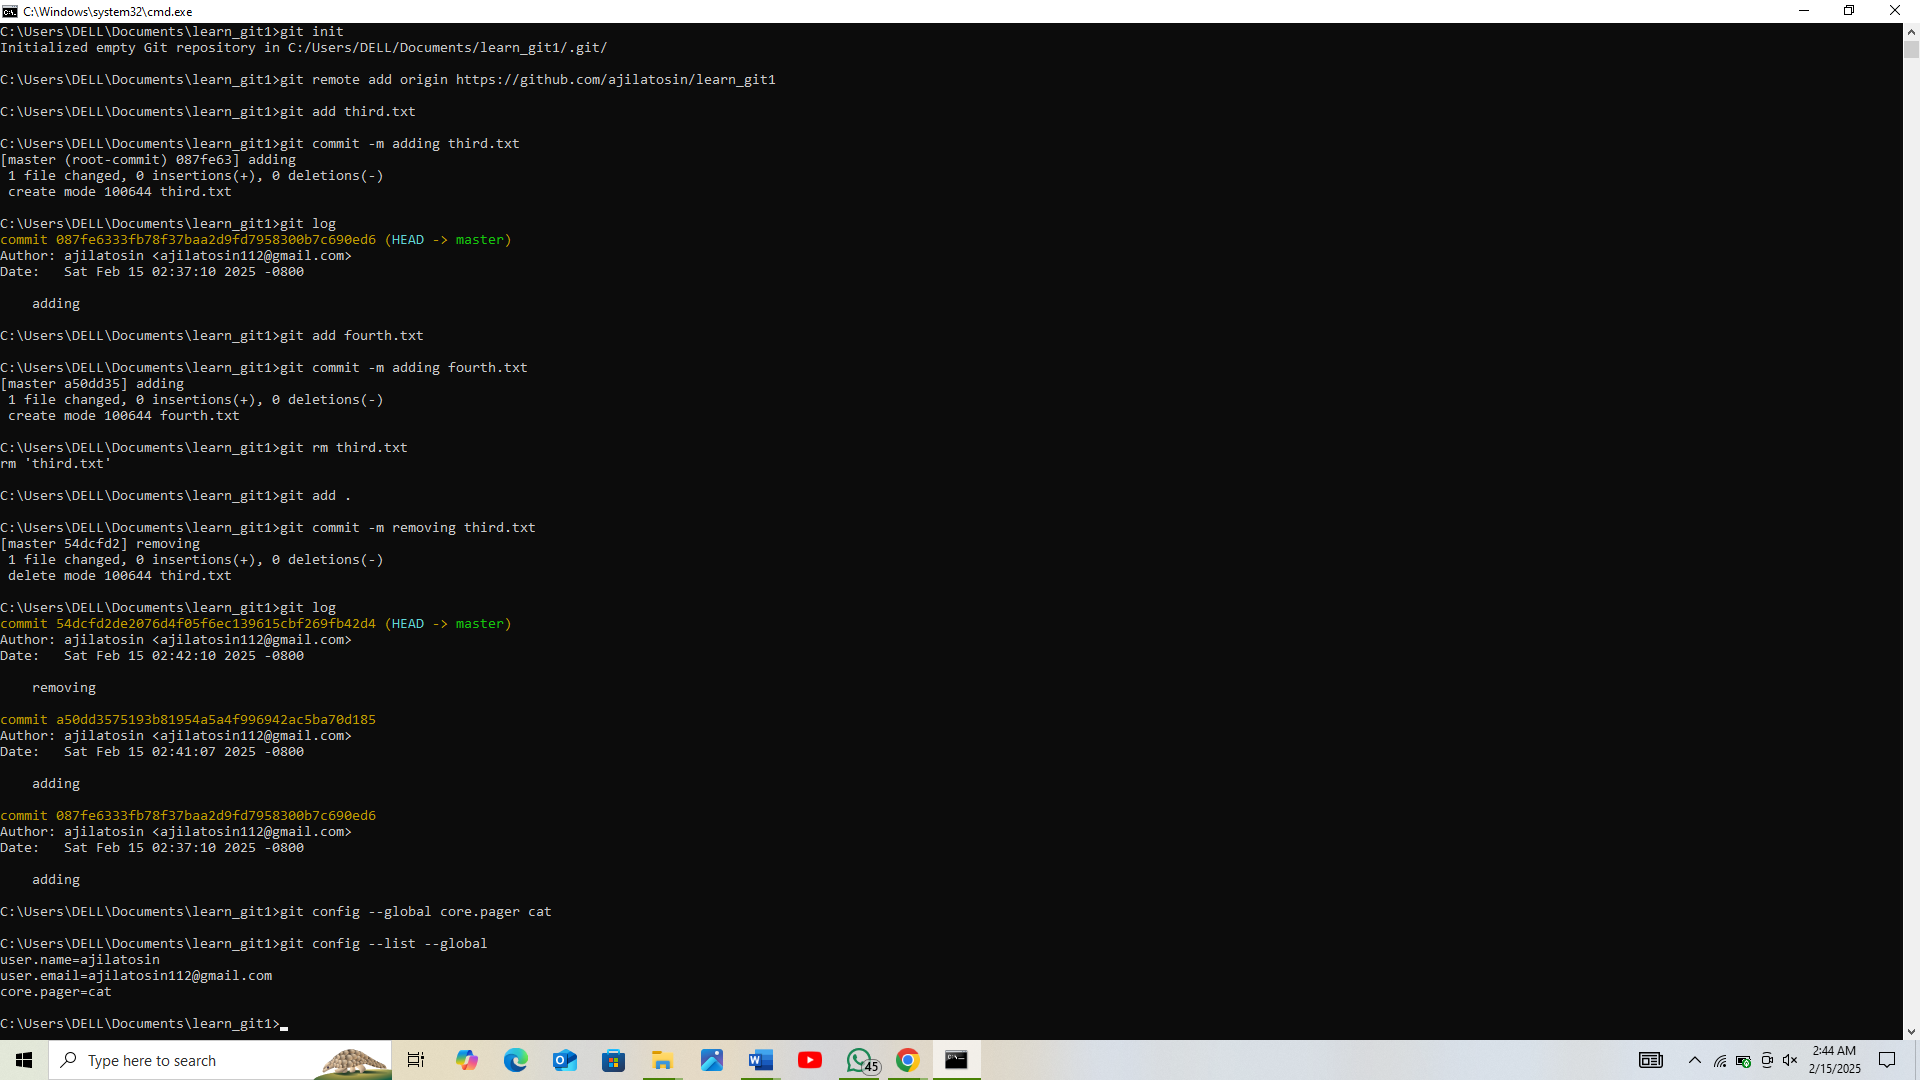 C:\Windows\system32\cmd.exe
C:\Users\DELL\Documents\learn_git1>git init
Initialized empty Git repository in C:/Users/DELL/Documents/learn_git1/.git/
C:\Users\DELL\Documents\learn_git1>git remote add origin https://github.com/ajilatosin/learn_git1
C:\Users\DELL\Documents\learn_git1>git add third.txt
C:\Users\DELL\Documents\learn_git1>git commit -m adding third.txt
[master (root-commit) 087fe63] adding
 1 file changed, 0 insertions(+), 0 deletions(-)
 create mode 100644 third.txt
C:\Users\DELL\Documents\learn_git1>git log
commit 087fe6333fb78f37baa2d9fd7958300b7c690ed6 (HEAD -> master)
Author: ajilatosin <ajilatosin112@gmail.com>
Date:   Sat Feb 15 02:37:10 2025 -0800
    adding
C:\Users\DELL\Documents\learn_git1>git add fourth.txt
C:\Users\DELL\Documents\learn_git1>git commit -m adding fourth.txt
[master a50dd35] adding
 1 file changed, 0 insertions(+), 0 deletions(-)
 create mode 100644 fourth.txt
C:\Users\DELL\Documents\learn_git1>git rm third.txt
rm 'third.txt'
C:\Users\DELL\Documents\learn_git1>git add .
C:\Users\DELL\Documents\learn_git1>git commit -m removing third.txt
[master 54dcfd2] removing
 1 file changed, 0 insertions(+), 0 deletions(-)
 delete mode 100644 third.txt
C:\Users\DELL\Documents\learn_git1>git log
commit 54dcfd2de2076d4f05f6ec139615cbf269fb42d4 (HEAD -> master)
Author: ajilatosin <ajilatosin112@gmail.com>
Date:   Sat Feb 15 02:42:10 2025 -0800
    removing
commit a50dd3575193b81954a5a4f996942ac5ba70d185
Author: ajilatosin <ajilatosin112@gmail.com>
Date:   Sat Feb 15 02:41:07 2025 -0800
    adding
commit 087fe6333fb78f37baa2d9fd7958300b7c690ed6
Author: ajilatosin <ajilatosin112@gmail.com>
Date:   Sat Feb 15 02:37:10 2025 -0800
    adding
C:\Users\DELL\Documents\learn_git1>git config --global core.pager cat
C:\Users\DELL\Documents\learn_git1>git config --list --global
user.name=ajilatosin
user.email=ajilatosin112@gmail.com
core.pager=cat
C:\Users\DELL\Documents\learn_git1>
Type here to search
45
2:44 AM
2/15/2025